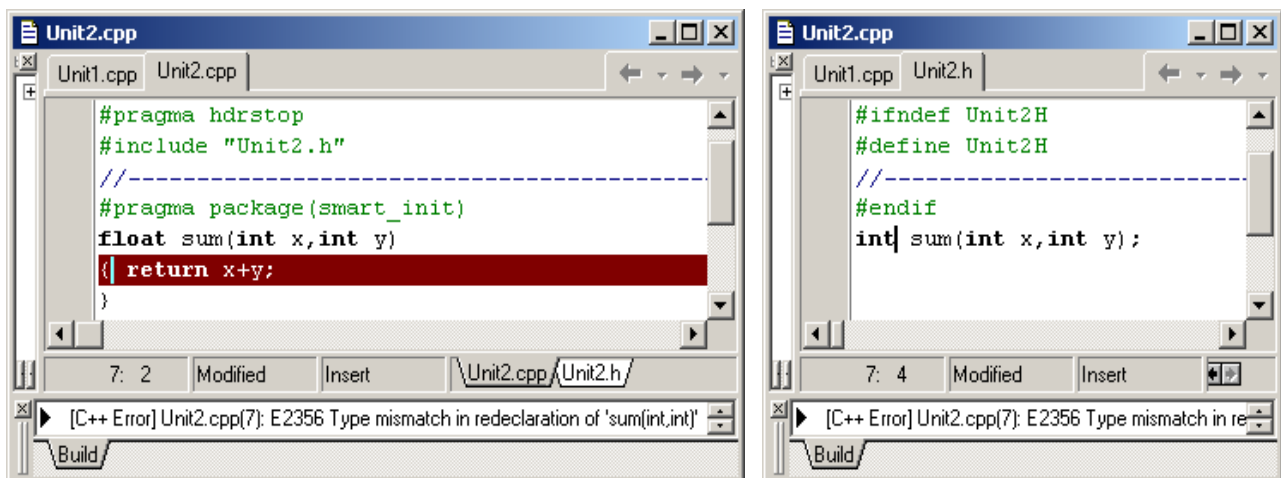 Unit2.cpp
Unit1.cpp Unit2.cpp
#pragma hdrstop
#include "Unit2.h"
//--------------------------------------------
#pragma package(smart_init)
float sum(int x,int y)
{ return x+y;
}
7: 2 Modified Insert Unit2.cpp Unit2.h
[C++ Error] Unit2.cpp(7): E2356 Type mismatch in redeclaration of 'sum(int,int)'
Build
Unit2.cpp
Unit1.cpp Unit2.h
#ifndef Unit2H
#define Unit2H
//--------------------------
#endif
int sum(int x,int y);
7: 4 Modified Insert
[C++ Error] Unit2.cpp(7): E2356 Type mismatch in re
Build